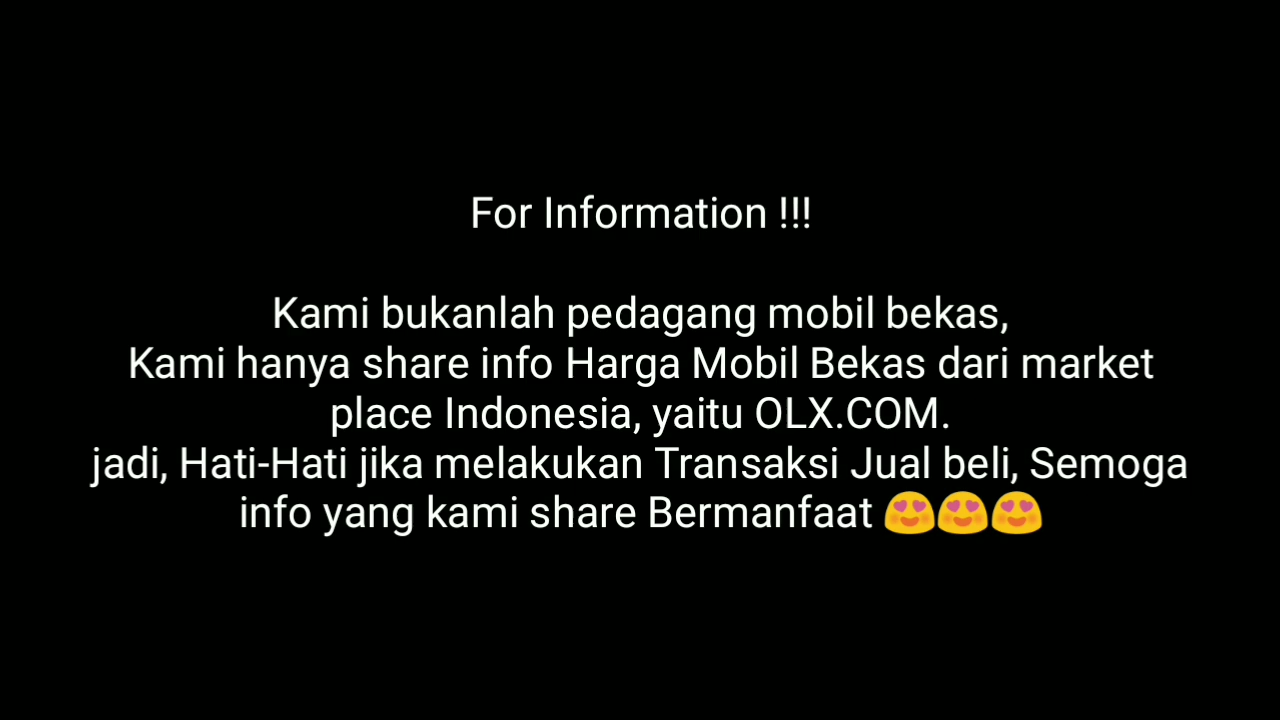 For Information !!!
Kami bukanlah pedagang mobil bekas,
Kami hanya share info Harga Mobil Bekas dari market
place Indonesia, yaitu OLX.COM.
jadi, Hati-Hati jika melakukan Transaksi Jual beli, Semoga
info yang kami share Bermanfaat 😍😍😍